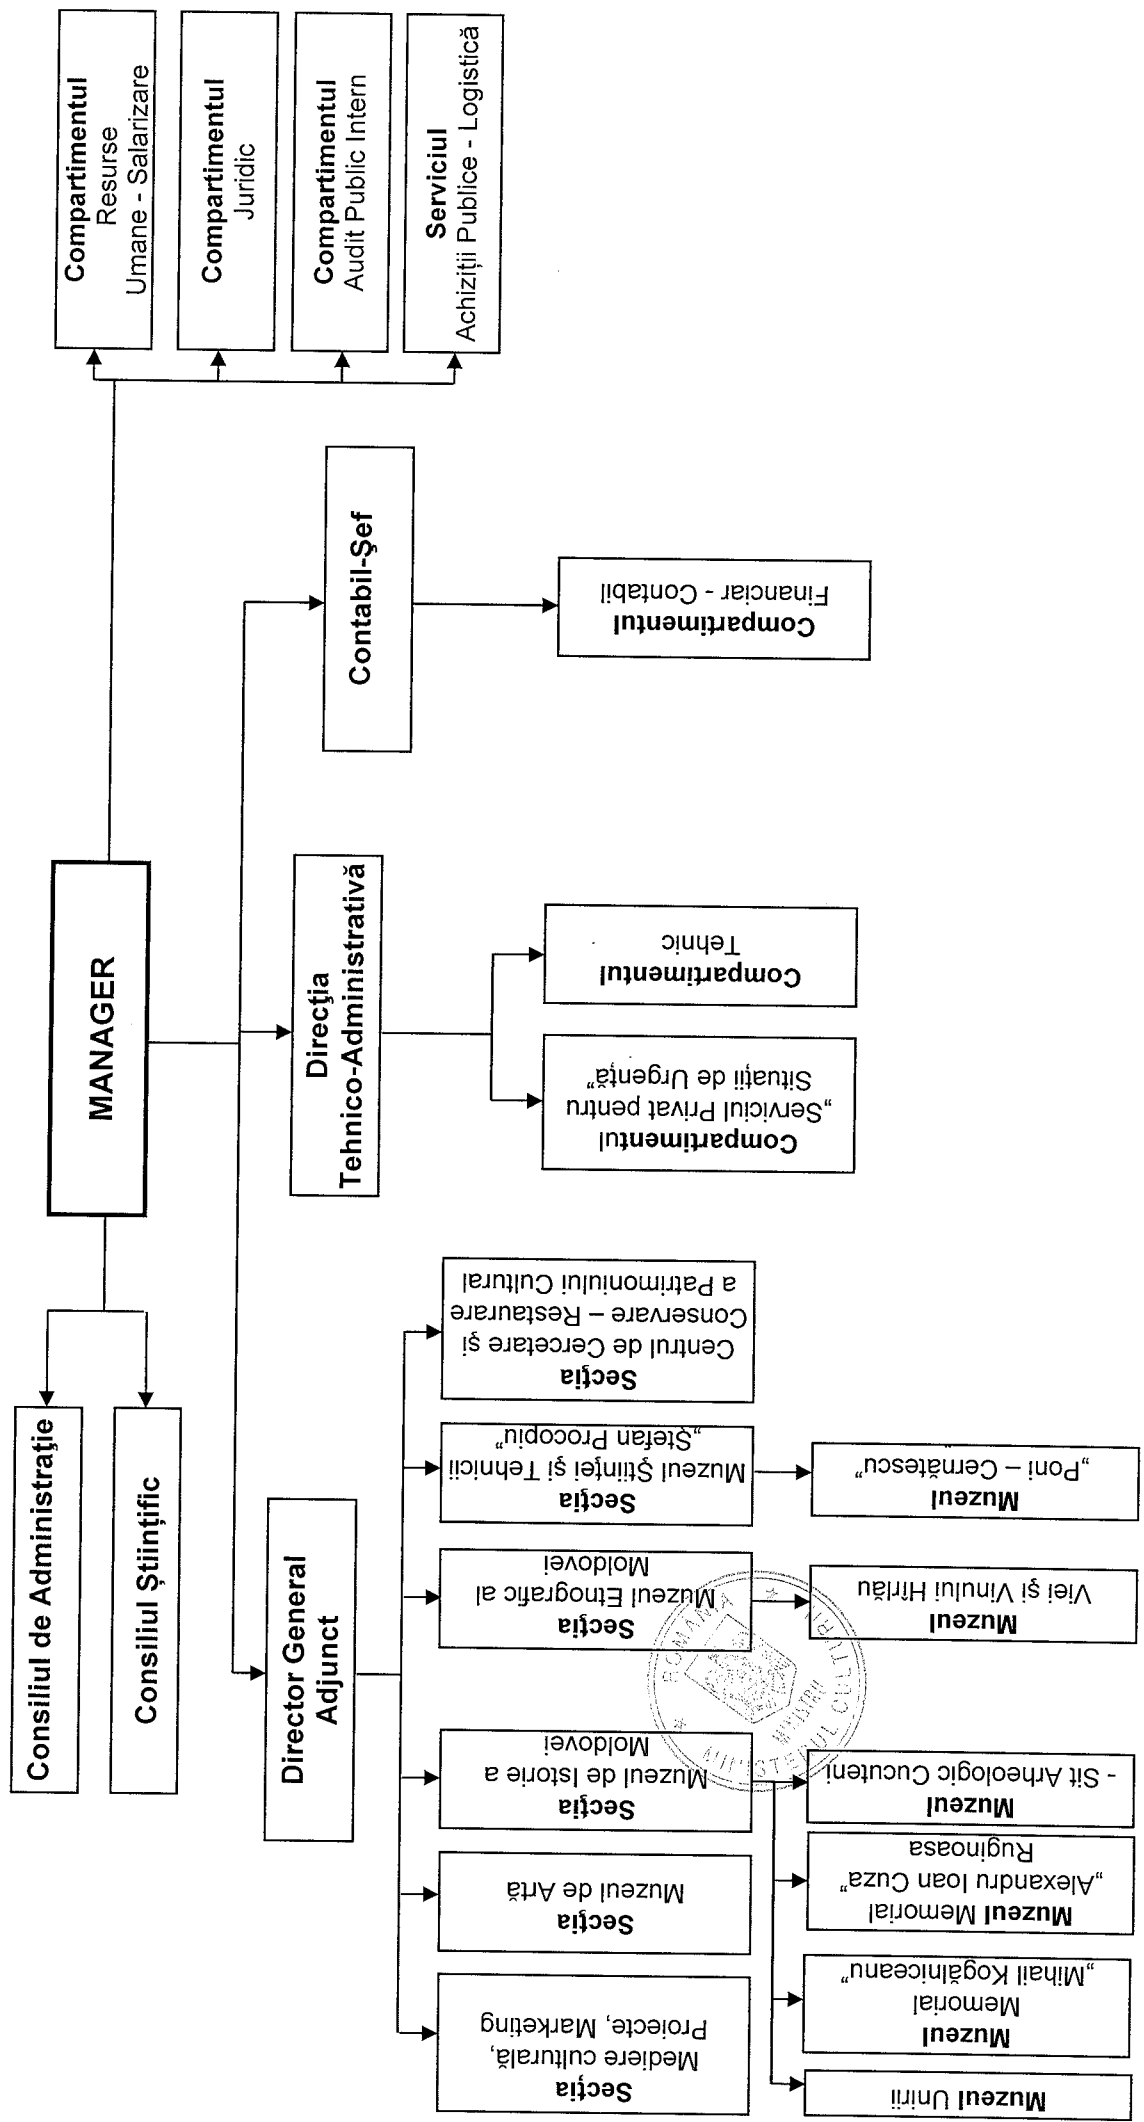 MANAGER
Consiliul de Administraţie
Consiliul Ştiinţific
Compartimentul
Resurse
Umane - Salarizare
Compartimentul
Juridic
Compartimentul
Audit Public Intern
Serviciul
Achiziţii Publice - Logistică
Director General
Adjunct
Direcţia
Tehnico-Administrativă
Contabil-Şef
Secţia
Mediere culturală,
Proiecte, Marketing
Secţia
Muzeul de Artă
Secţia
Muzeul de Istorie a
Moldovei
Secţia
Muzeul Etnografic al
Moldovei
Secţia
Muzeul Ştiinţei şi Tehnicii
„Ştefan Procopiu”
Secţia
Centrul de Cercetare şi
Conservare – Restaurare
a Patrimoniului Cultural
Compartimentul
„Serviciul Privat pentru
Situaţii de Urgenţă”
Compartimentul
Tehnic
Compartimentul
Financiar - Contabil
Muzeul Unirii
Muzeul
Memorial
„Mihail Kogălniceanu”
Muzeul Memorial
„Alexandru Ioan Cuza”
Ruginoasa
Muzeul
- Sit Arheologic Cucuteni
Muzeul
Viei şi Vinului Hîrlău
Muzeul
„Poni – Cernătescu”
ROMÂNIA
MINISTERUL CULTURII
MINISTRU